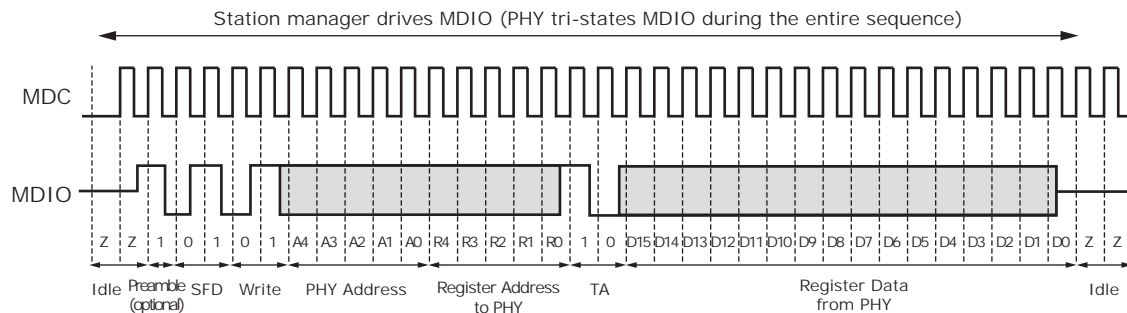 Station manager drives MDIO (PHY tri-states MDIO during the entire sequence)
MDC
MDIO
Z Z 1 0 1 0 1 A4 A3 A2 A1 A0 R4 R3 R2 R1 R0 1 0 D15 D14 D13 D12 D11 D10 D9 D8 D7 D6 D5 D4 D3 D2 D1 D0 Z Z
Idle Preamble (optional) SFD Write PHY Address Register Address to PHY TA Register Data from PHY Idle